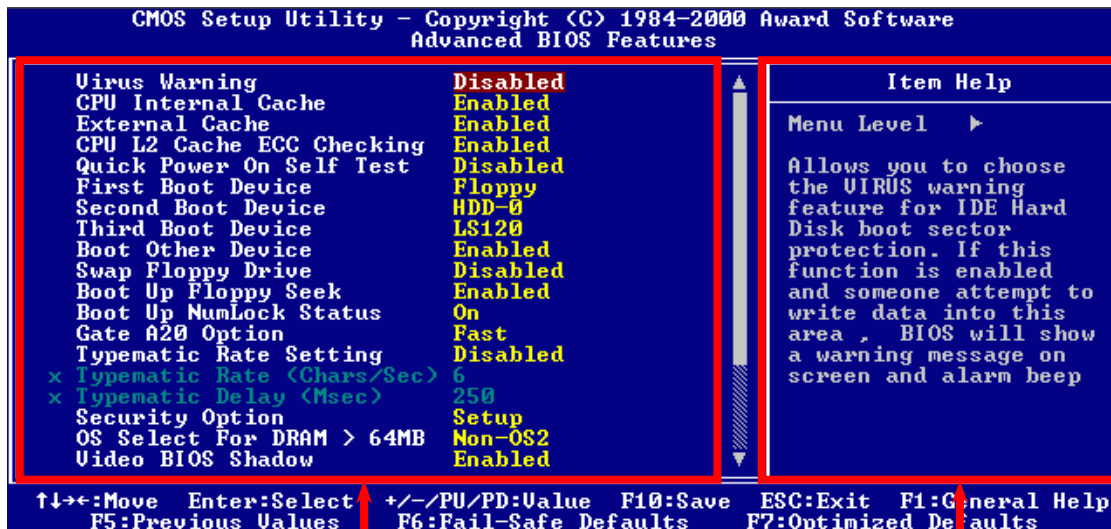 CMOS Setup Utility - Copyright (C) 1984-2000 Award Software
Advanced BIOS Features
Virus Warning Disabled
CPU Internal Cache Enabled
External Cache Enabled
CPU L2 Cache ECC Checking Enabled
Quick Power On Self Test Disabled
First Boot Device Floppy
Second Boot Device HDD-0
Third Boot Device LS120
Boot Other Device Enabled
Swap Floppy Drive Disabled
Boot Up Floppy Seek Enabled
Boot Up NumLock Status On
Gate A20 Option Fast
Typematic Rate Setting Disabled
x Typematic Rate (Chars/Sec) 6
x Typematic Delay (Msec) 250
Security Option Setup
OS Select For DRAM > 64MB Non-OS2
Video BIOS Shadow Enabled
Item Help
Menu Level ►
Allows you to choose
the VIRUS warning
feature for IDE Hard
Disk boot sector
protection. If this
function is enabled
and someone attempt to
write data into this
area , BIOS will show
a warning message on
screen and alarm beep
↑↓→←:Move Enter:Select +/-/PU/PD:Value F10:Save ESC:Exit F1:General Help
F5:Previous Values F6:Fail-Safe Defaults F7:Optimized Defaults